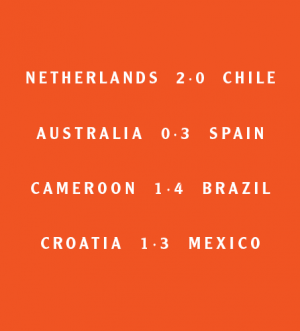 NETHERLANDS 2·0 CHILE
AUSTRALIA 0·3 SPAIN
CAMEROON 1·4 BRAZIL
CROATIA 1·3 MEXICO